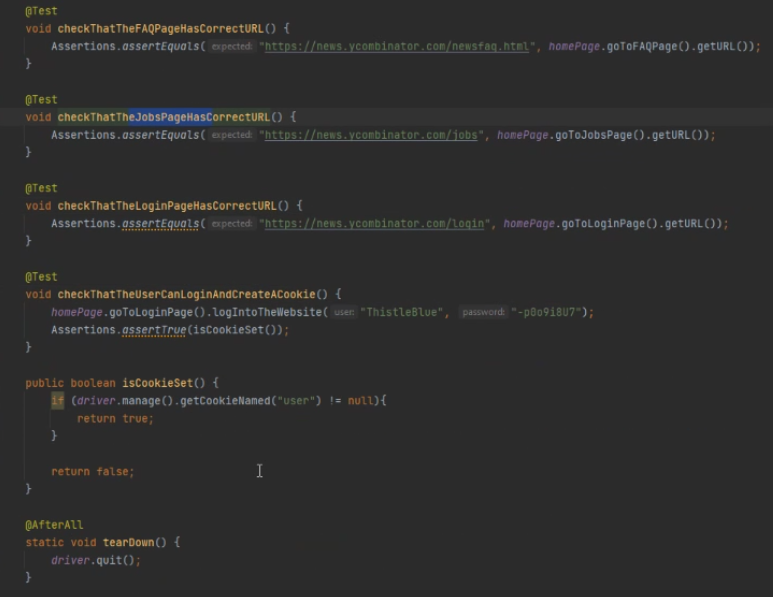 @Test
void checkThatTheFAQPageHasCorrectURL() {
Assertions.assertEquals( expected: "https://news.ycombinator.com/newsfaq.html", homePage.goToFAQPage().getURL());
}
@Test
void checkThatTheJobsPageHasCorrectURL() {
Assertions.assertEquals( expected: "https://news.ycombinator.com/jobs", homePage.goToJobsPage().getURL());
}
@Test
void checkThatTheLoginPageHasCorrectURL() {
Assertions.assertEquals( expected: "https://news.ycombinator.com/login", homePage.goToLoginPage().getURL());
}
@Test
void checkThatTheUserCanLoginAndCreateACookie() {
homePage.goToLoginPage().logIntoTheWebsite( user: "ThistleBlue", password: "-p0o9i8U7");
Assertions.assertTrue(isCookieSet());
}
public boolean isCookieSet() {
if (driver.manage().getCookieNamed("user") != null){
return true;
}
return false;
}
@AfterAll
static void tearDown() {
driver.quit();
}